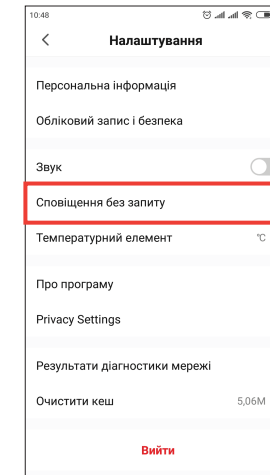 10:48
Налаштування
Персональна інформація
Обліковий запис і безпека
Звук
Сповіщення без запиту
Температурний елемент °C
Про програму
Privacy Settings
Результати діагностики мережі
Очистити кеш 5,06M
Вийти